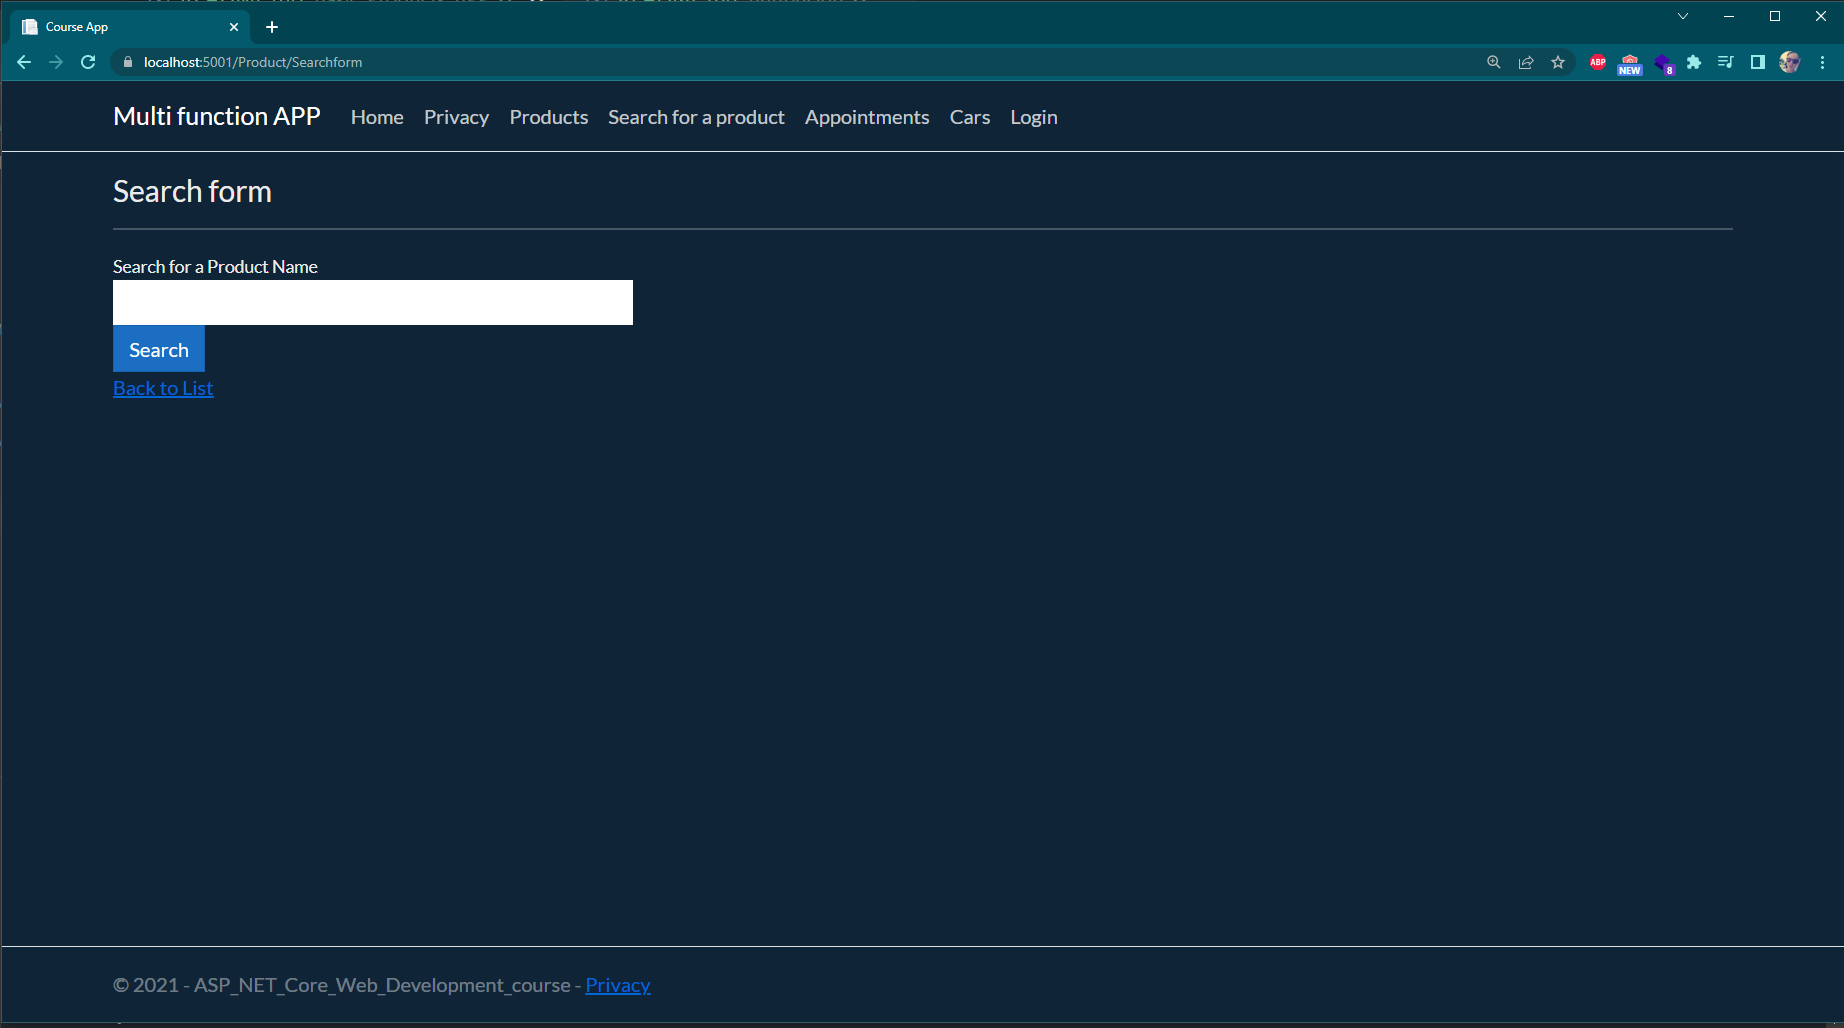 Course App
localhost:5001/Product/Searchform
ABP
NEW
8
Multi function APP Home Privacy Products Search for a product Appointments Cars Login
Search form
Search for a Product Name
Search
Back to List
© 2021 - ASP_NET_Core_Web_Development_course - Privacy